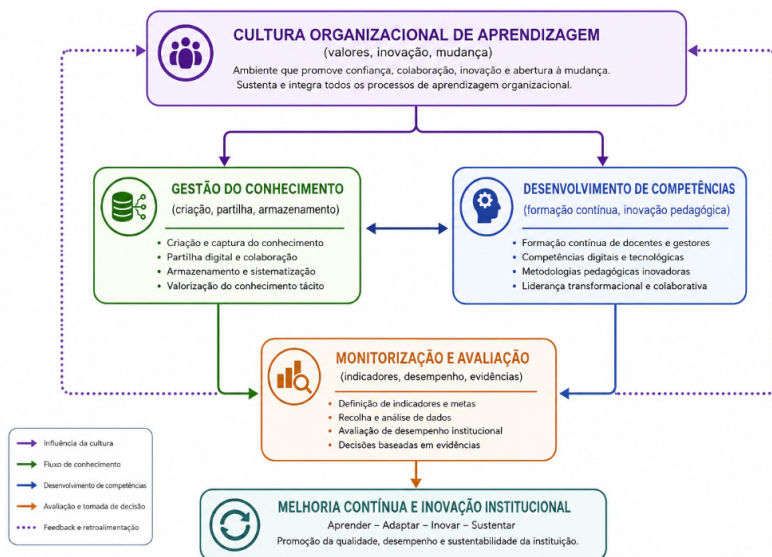 CULTURA ORGANIZACIONAL DE APRENDIZAGEM
(valores, inovação, mudança)
Ambiente que promove confiança, colaboração, inovação e abertura à mudança.
Sustenta e integra todos os processos de aprendizagem organizacional.
GESTÃO DO CONHECIMENTO
(criação, partilha, armazenamento)
• Criação e captura do conhecimento
• Partilha digital e colaboração
• Armazenamento e sistematização
• Valorização do conhecimento tácito
DESENVOLVIMENTO DE COMPETÊNCIAS
(formação contínua, inovação pedagógica)
• Formação contínua de docentes e gestores
• Competências digitais e tecnológicas
• Metodologias pedagógicas inovadoras
• Liderança transformacional e colaborativa
MONITORIZAÇÃO E AVALIAÇÃO
(indicadores, desempenho, evidências)
• Definição de indicadores e metas
• Recolha e análise de dados
• Avaliação de desempenho institucional
• Decisões baseadas em evidências
Influência da cultura
Fluxo de conhecimento
Desenvolvimento de competências
Avaliação e tomada de decisão
Feedback e retroalimentação
MELHORIA CONTÍNUA E INOVAÇÃO INSTITUCIONAL
Aprender – Adaptar – Inovar – Sustentar
Promoção da qualidade, desempenho e sustentabilidade da instituição.